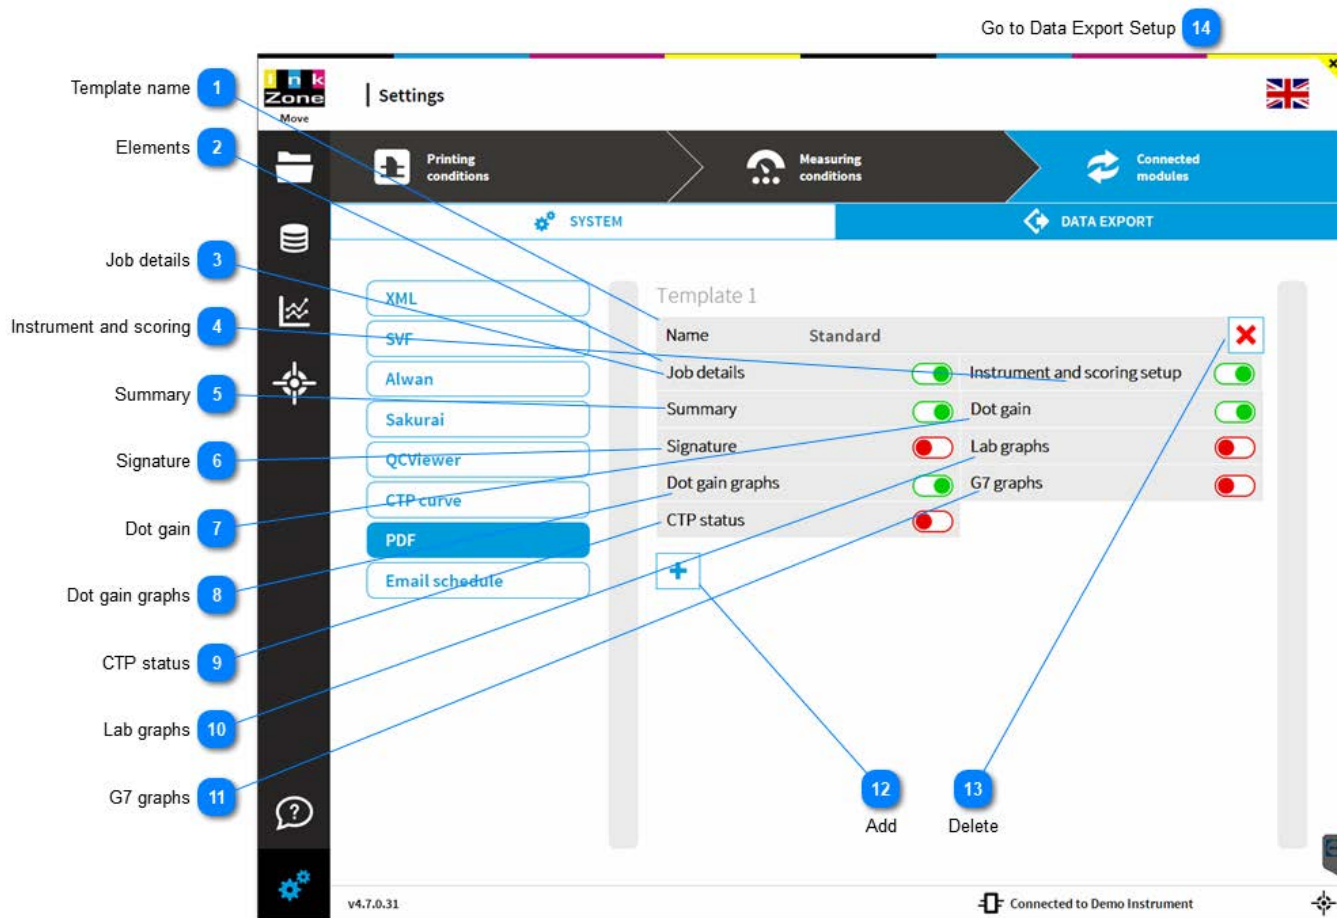 Go to Data Export Setup 14
Template name 1
Ink
Zone
Move
Settings
Elements 2
Printing
conditions
Measuring
conditions
Connected
modules
SYSTEM
DATA EXPORT
Job details 3
Instrument and scoring 4
Summary 5
Signature 6
Dot gain 7
Dot gain graphs 8
CTP status 9
Lab graphs 10
G7 graphs 11
XML
SVF
Alwan
Sakurai
QCViewer
CTP curve
PDF
Email schedule
Template 1
Name Standard
Job details Instrument and scoring setup
Summary Dot gain
Signature Lab graphs
Dot gain graphs G7 graphs
CTP status
12 13
Add Delete
v4.7.0.31 Connected to Demo Instrument